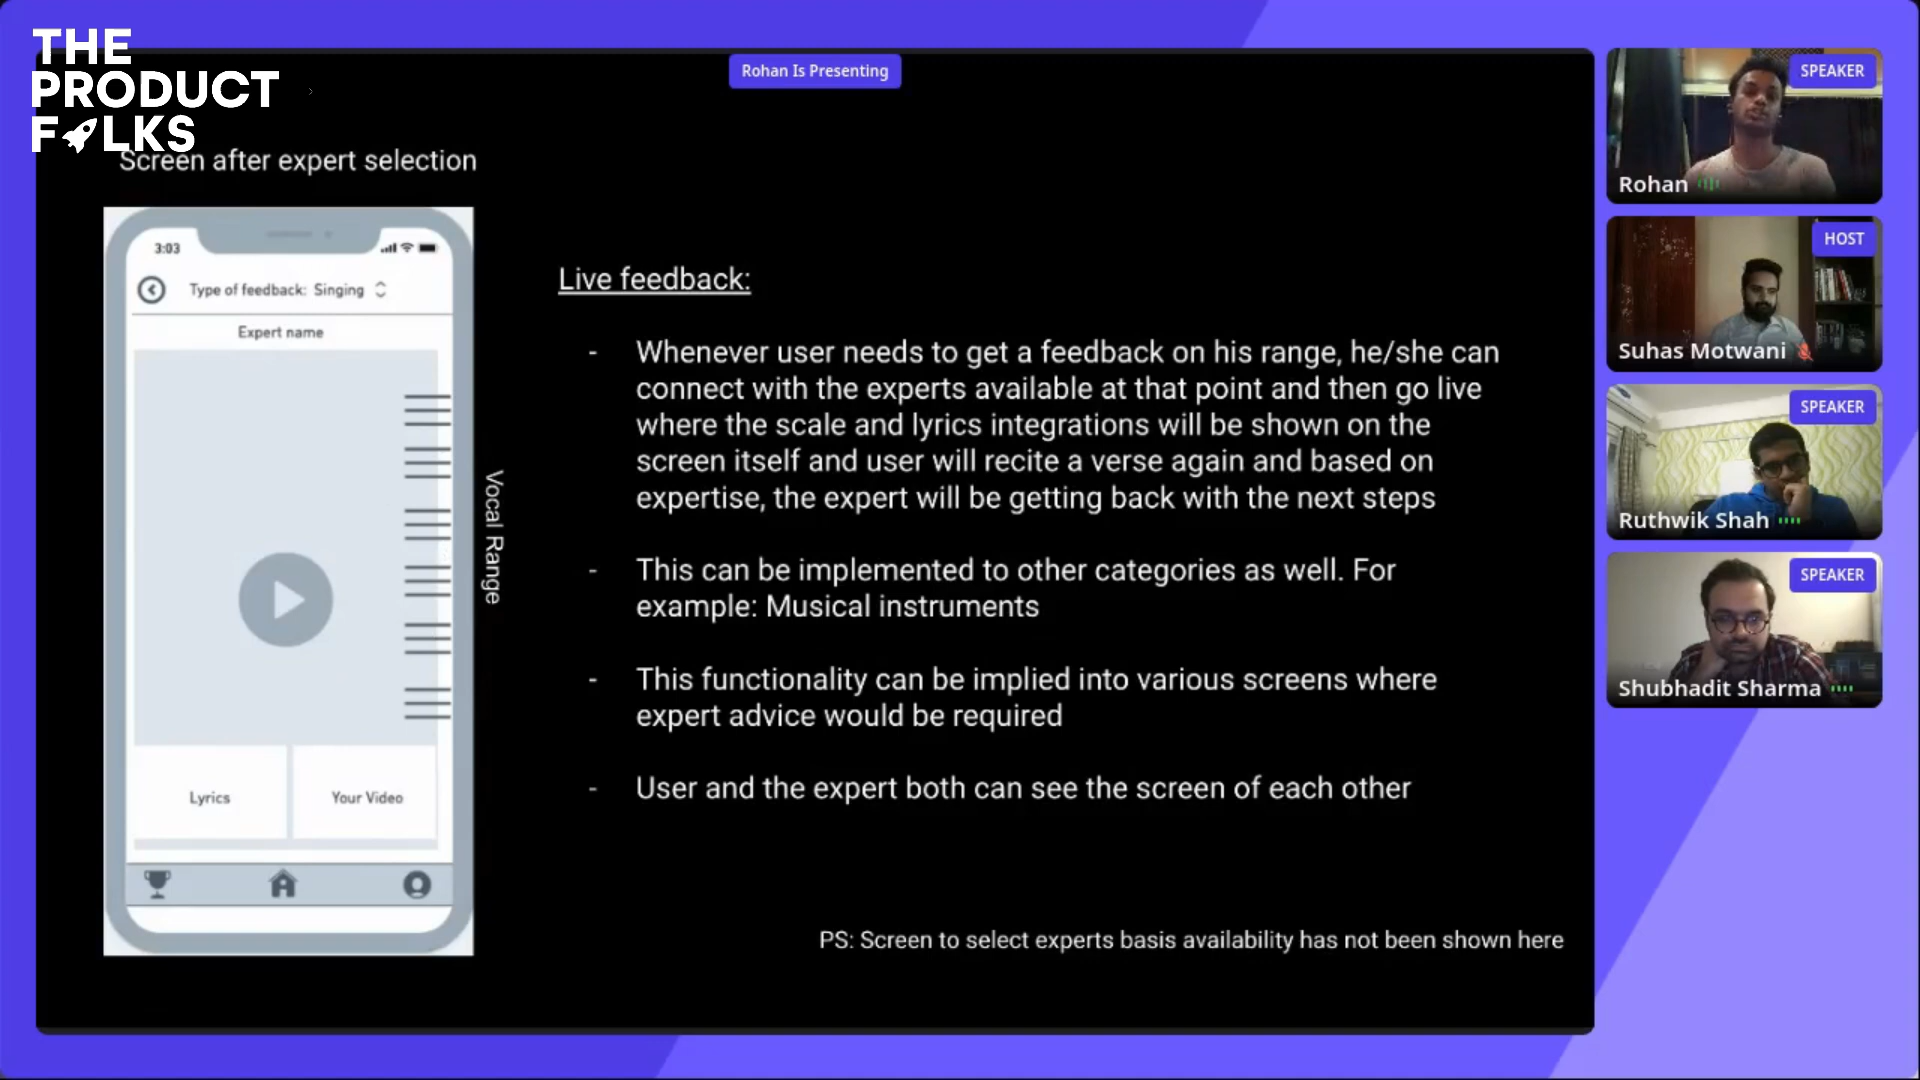 THE
PRODUCT
FOLKS
Rohan Is Presenting
Screen after expert selection
3:03
Type of feedback: Singing
Expert name
Vocal Range
Lyrics
Your Video
Live feedback:
- Whenever user needs to get a feedback on his range, he/she can
connect with the experts available at that point and then go live
where the scale and lyrics integrations will be shown on the
screen itself and user will recite a verse again and based on
expertise, the expert will be getting back with the next steps
- This can be implemented to other categories as well. For
example: Musical instruments
- This functionality can be implied into various screens where
expert advice would be required
- User and the expert both can see the screen of each other
PS: Screen to select experts basis availability has not been shown here
SPEAKER
Rohan
HOST
Suhas Motwani
SPEAKER
Ruthwik Shah
SPEAKER
Shubhadit Sharma